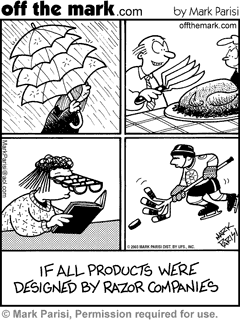 off the mark.com by Mark Parisi
offthemark.com
MarkParisi@aol.com
© 2003 MARK PARISI DIST. BY UFS, INC.
MARK PARISI
IF ALL PRODUCTS WERE
DESIGNED BY RAZOR COMPANIES
© Mark Parisi, Permission required for use.